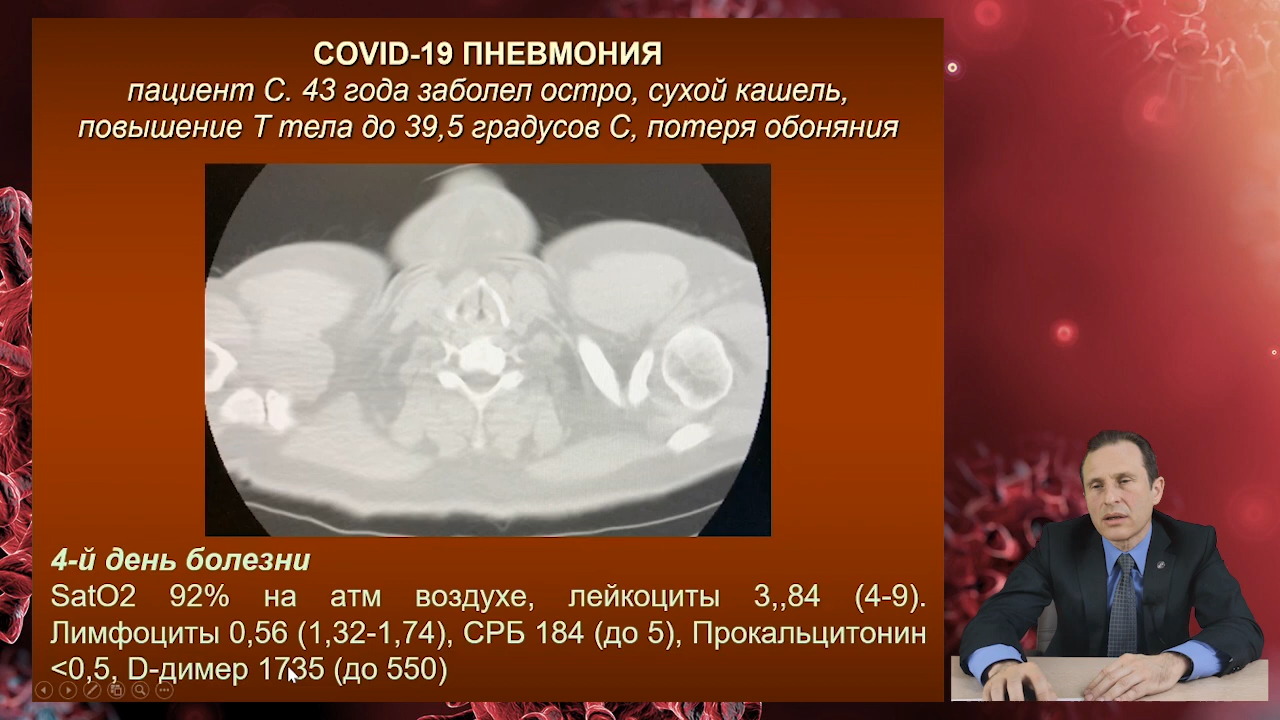 COVID-19 ПНЕВМОНИЯ
пациент С. 43 года заболел остро, сухой кашель,
повышение Т тела до 39,5 градусов С, потеря обоняния
4-й день болезни
SatO2 92% на атм воздухе, лейкоциты 3,,84 (4-9).
Лимфоциты 0,56 (1,32-1,74), СРБ 184 (до 5), Прокальцитонин
<0,5, D-димер 1735 (до 550)